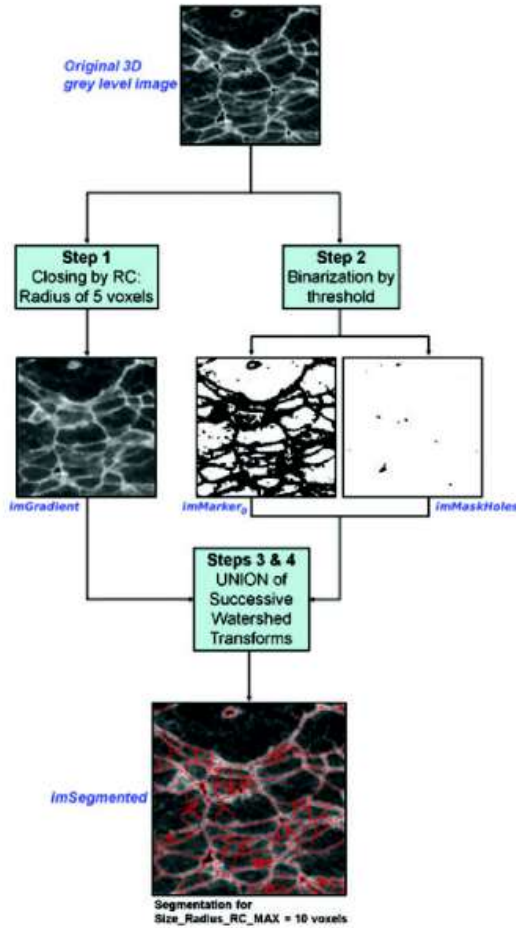 Original 3D
grey level image
Step 1
Closing by RC:
Radius of 5 voxels
Step 2
Binarization by
threshold
imGradient
imMarker0
imMaskHoles
Steps 3 & 4
UNION of
Successive
Watershed
Transforms
imSegmented
Segmentation for
Size_Radius_RC_MAX = 10 voxels